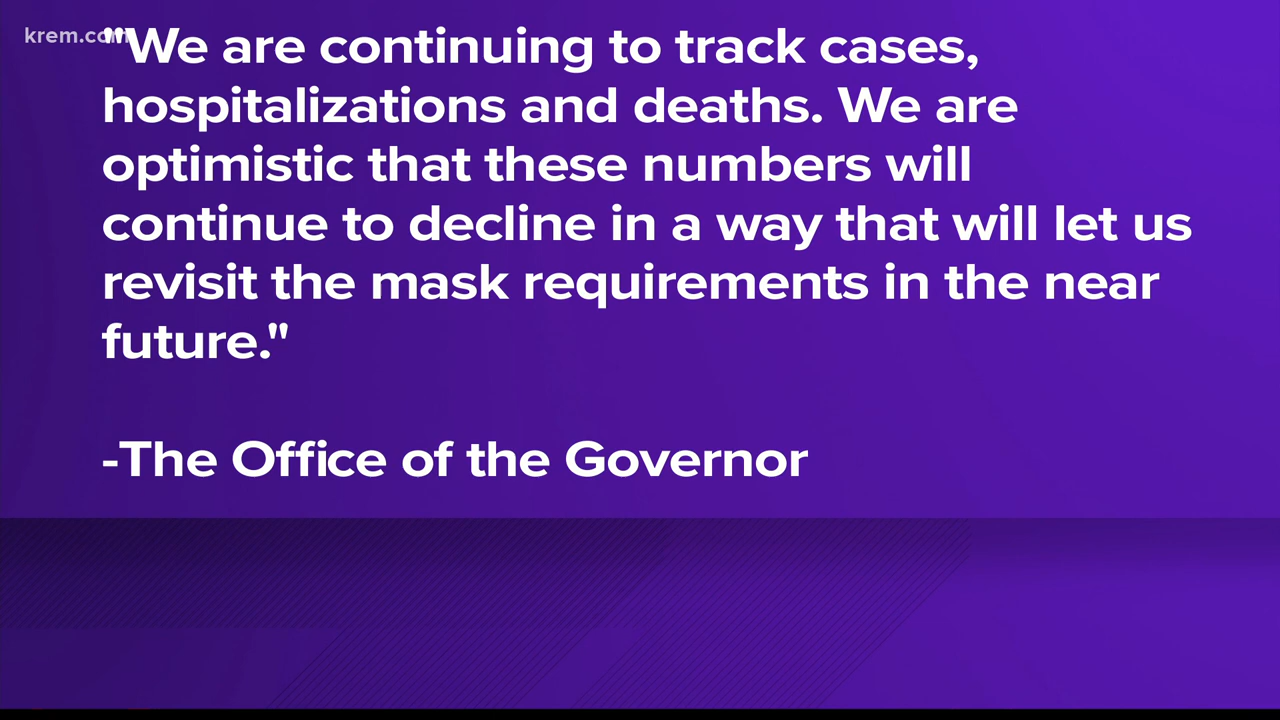 krem.com
"We are continuing to track cases,
hospitalizations and deaths. We are
optimistic that these numbers will
continue to decline in a way that will let us
revisit the mask requirements in the near
future."
-The Office of the Governor